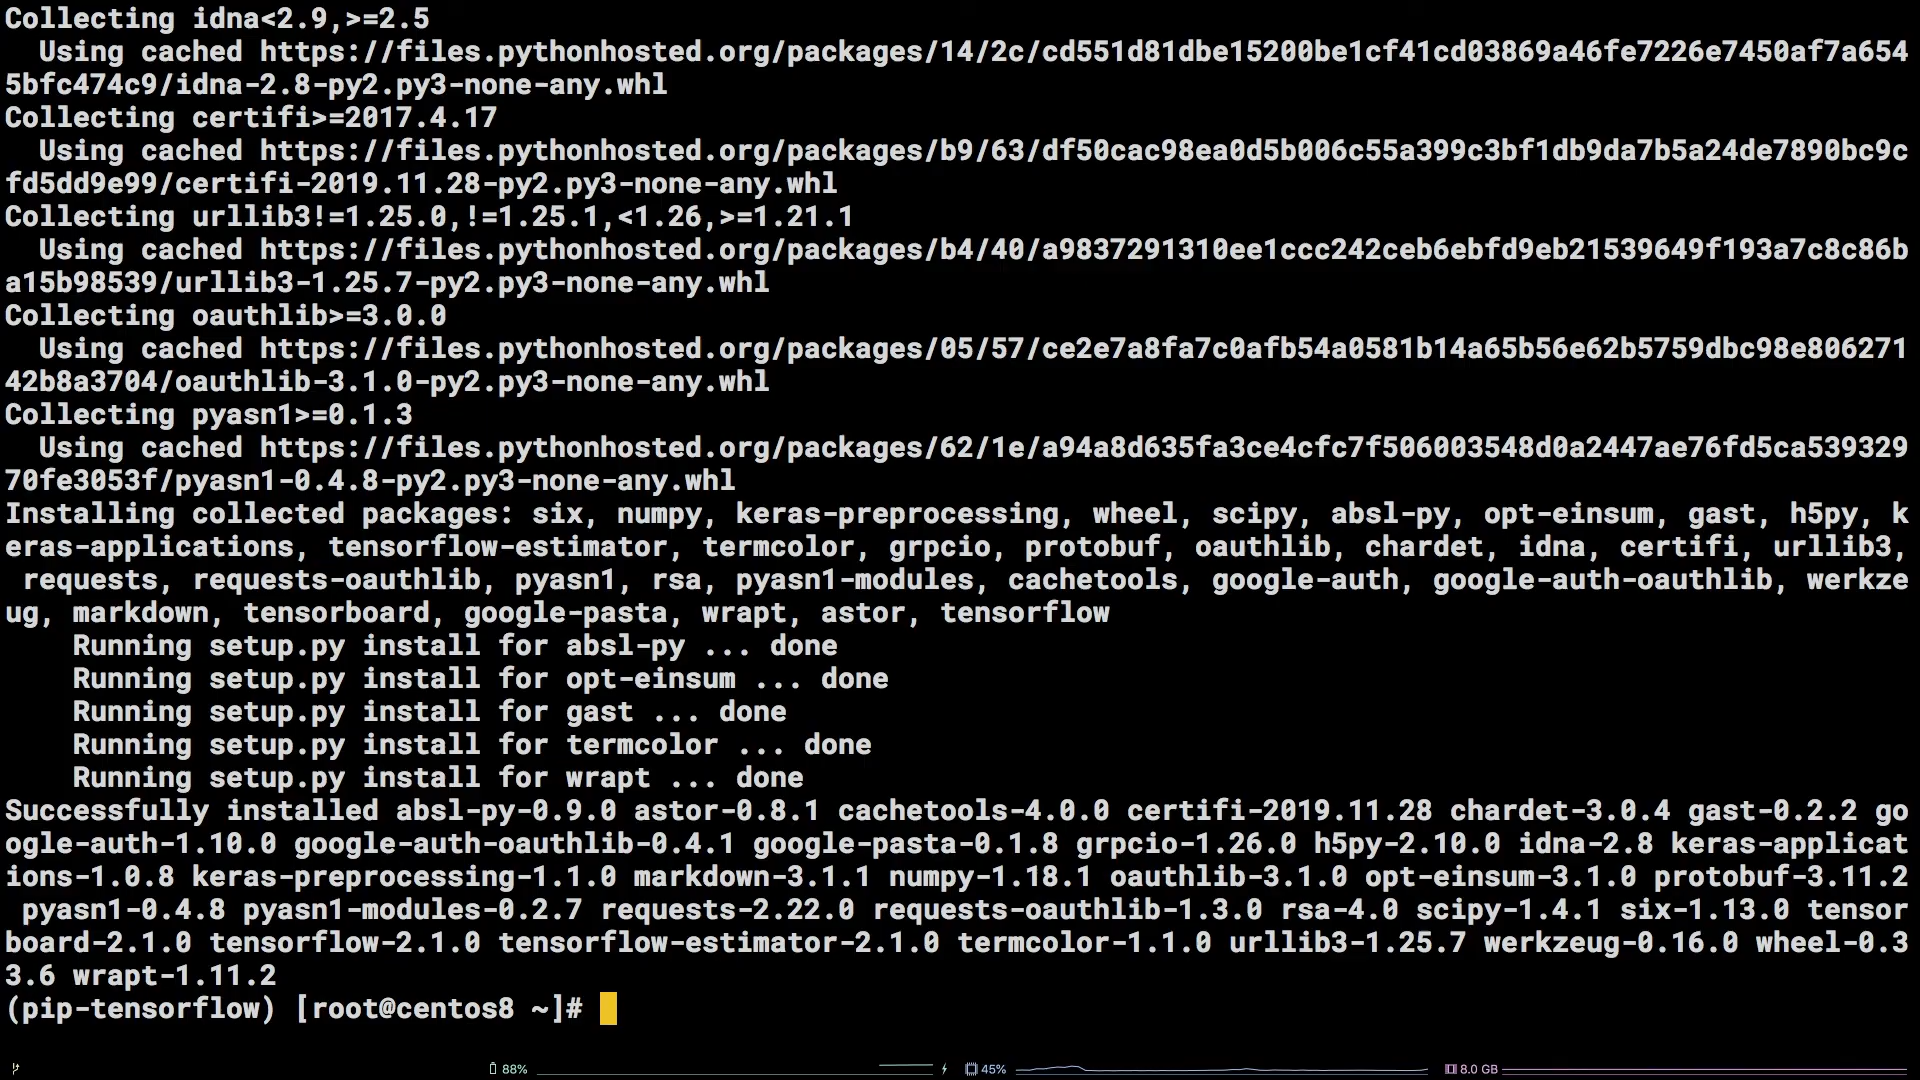 Collecting idna<2.9,>=2.5
  Using cached https://files.pythonhosted.org/packages/14/2c/cd551d81dbe15200be1cf41cd03869a46fe7226e7450af7a654
5bfc474c9/idna-2.8-py2.py3-none-any.whl
Collecting certifi>=2017.4.17
  Using cached https://files.pythonhosted.org/packages/b9/63/df50cac98ea0d5b006c55a399c3bf1db9da7b5a24de7890bc9c
fd5dd9e99/certifi-2019.11.28-py2.py3-none-any.whl
Collecting urllib3!=1.25.0,!=1.25.1,<1.26,>=1.21.1
  Using cached https://files.pythonhosted.org/packages/b4/40/a9837291310ee1ccc242ceb6ebfd9eb21539649f193a7c8c86b
a15b98539/urllib3-1.25.7-py2.py3-none-any.whl
Collecting oauthlib>=3.0.0
  Using cached https://files.pythonhosted.org/packages/05/57/ce2e7a8fa7c0afb54a0581b14a65b56e62b5759dbc98e806271
42b8a3704/oauthlib-3.1.0-py2.py3-none-any.whl
Collecting pyasn1>=0.1.3
  Using cached https://files.pythonhosted.org/packages/62/1e/a94a8d635fa3ce4cfc7f506003548d0a2447ae76fd5ca539329
70fe3053f/pyasn1-0.4.8-py2.py3-none-any.whl
Installing collected packages: six, numpy, keras-preprocessing, wheel, scipy, absl-py, opt-einsum, gast, h5py, k
eras-applications, tensorflow-estimator, termcolor, grpcio, protobuf, oauthlib, chardet, idna, certifi, urllib3,
 requests, requests-oauthlib, pyasn1, rsa, pyasn1-modules, cachetools, google-auth, google-auth-oauthlib, werkze
ug, markdown, tensorboard, google-pasta, wrapt, astor, tensorflow
    Running setup.py install for absl-py ... done
    Running setup.py install for opt-einsum ... done
    Running setup.py install for gast ... done
    Running setup.py install for termcolor ... done
    Running setup.py install for wrapt ... done
Successfully installed absl-py-0.9.0 astor-0.8.1 cachetools-4.0.0 certifi-2019.11.28 chardet-3.0.4 gast-0.2.2 go
ogle-auth-1.10.0 google-auth-oauthlib-0.4.1 google-pasta-0.1.8 grpcio-1.26.0 h5py-2.10.0 idna-2.8 keras-applicat
ions-1.0.8 keras-preprocessing-1.1.0 markdown-3.1.1 numpy-1.18.1 oauthlib-3.1.0 opt-einsum-3.1.0 protobuf-3.11.2
 pyasn1-0.4.8 pyasn1-modules-0.2.7 requests-2.22.0 requests-oauthlib-1.3.0 rsa-4.0 scipy-1.4.1 six-1.13.0 tensor
board-2.1.0 tensorflow-2.1.0 tensorflow-estimator-2.1.0 termcolor-1.1.0 urllib3-1.25.7 werkzeug-0.16.0 wheel-0.3
3.6 wrapt-1.11.2
(pip-tensorflow) [root@centos8 ~]#
88% 45% 8.0 GB